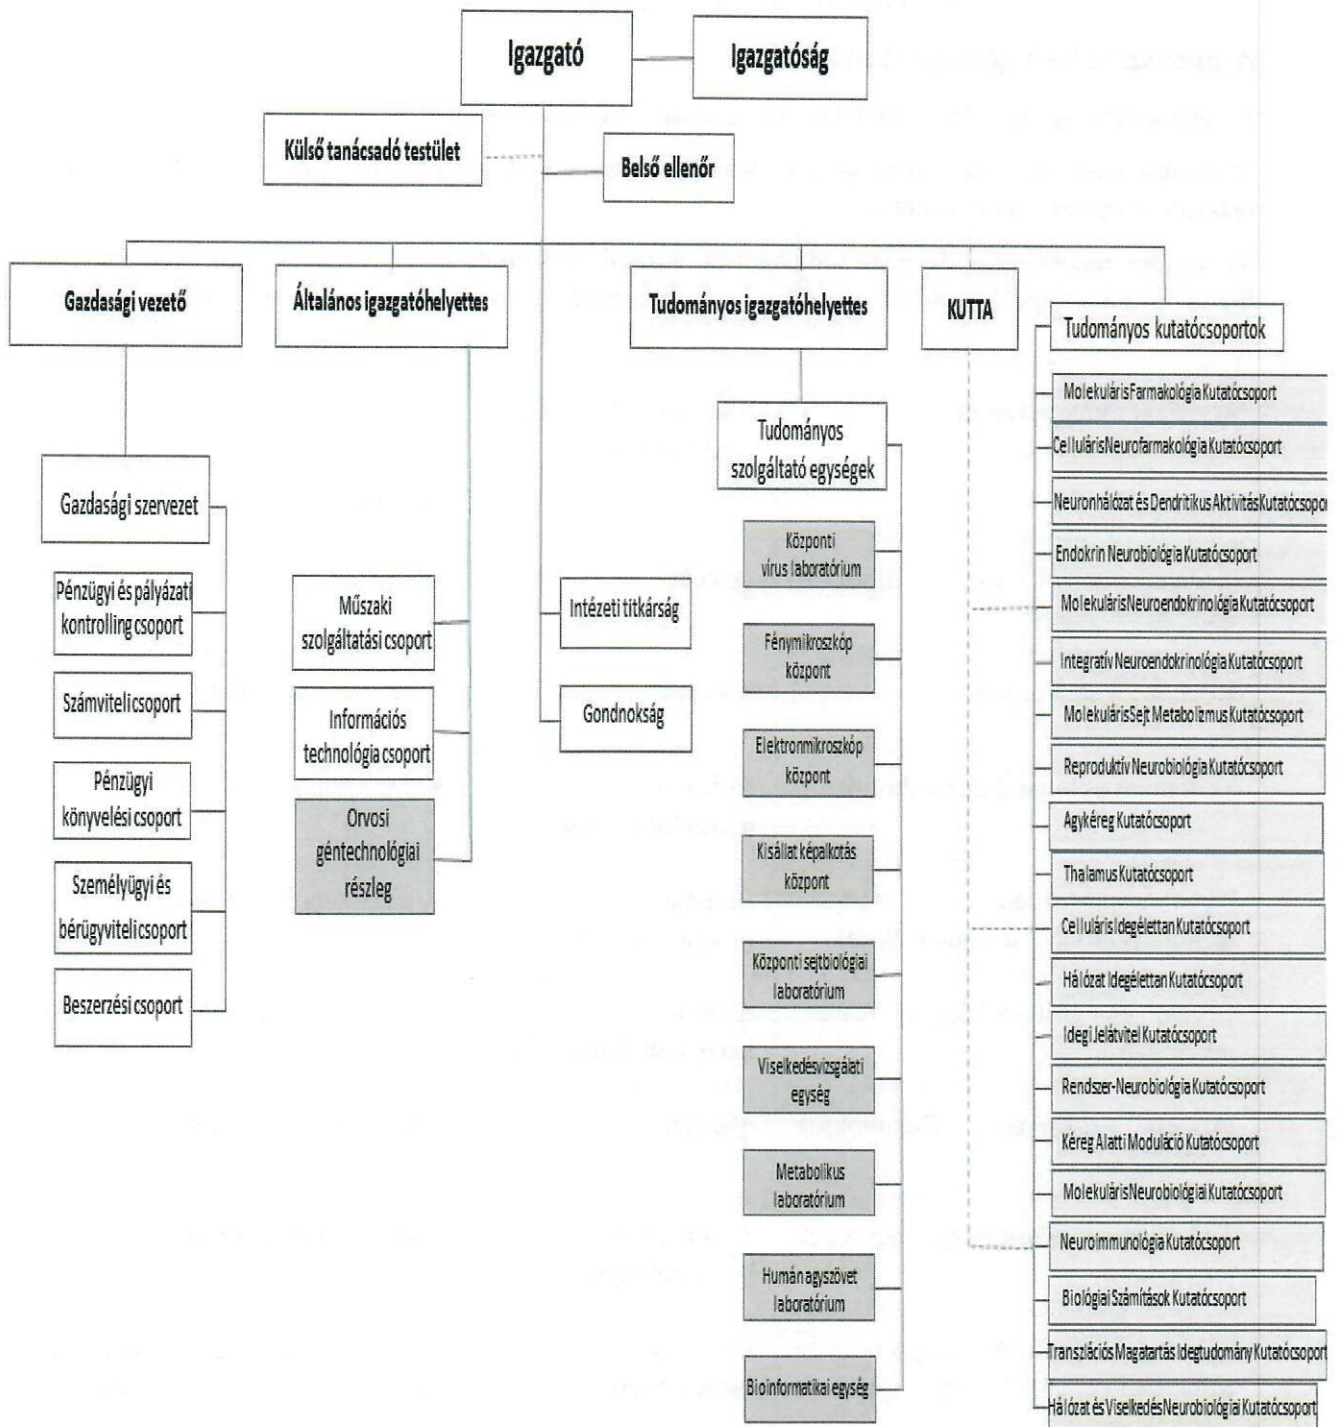 Igazgató
Igazgatóság
Külső tanácsadó testület
Belső ellenőr
Gazdasági vezető
Általános igazgatóhelyettes
Tudományos igazgatóhelyettes
KUTTA
Tudományos kutatócsoportok
Gazdasági szervezet
Pénzügyi és pályázati
kontrolling csoport
Számviteli csoport
Pénzügyi
könyvelési csoport
Személyügyi és
bérügyviteli csoport
Beszerzési csoport
Műszaki
szolgáltatási csoport
Információs
technológia csoport
Orvosi
géntechnológiai
részleg
Intézeti titkárság
Gondnokság
Tudományos
szolgáltató egységek
Központi
vírus laboratórium
Fénymikroszkóp
központ
Elektronmikroszkóp
központ
Kisállat képalkotás
központ
Központi sejtbiológiai
laboratórium
Viselkedésvizsgálati
egység
Metabolikus
laboratórium
Humán agyszövet
laboratórium
Bioinformatikai egység
Molekuláris Farmakológia Kutatócsoport
Celluláris Neurofarmakológia Kutatócsoport
Neuronhálózat és Dendritikus Aktivitás Kutatócsopor
Endokrin Neurobiológia Kutatócsoport
Molekuláris Neuroendokrinológia Kutatócsoport
Integratív Neuroendokrinológia Kutatócsoport
Molekuláris Sejt Metabolizmus Kutatócsoport
Reproduktív Neurobiológia Kutatócsoport
Agykéreg Kutatócsoport
Thalamus Kutatócsoport
Celluláris Idegélettan Kutatócsoport
Hálózat Idegélettan Kutatócsoport
Idegi Jelátvitel Kutatócsoport
Rendszer-Neurobiológia Kutatócsoport
Kéreg Alatti Moduláció Kutatócsoport
Molekuláris Neurobiológiai Kutatócsoport
Neuroimmunológia Kutatócsoport
Biológiai Számítások Kutatócsoport
Transzlációs Magatartás Idegtudomány Kutatócsoport
Hálózat és Viselkedés Neurobiológiai Kutatócsoport